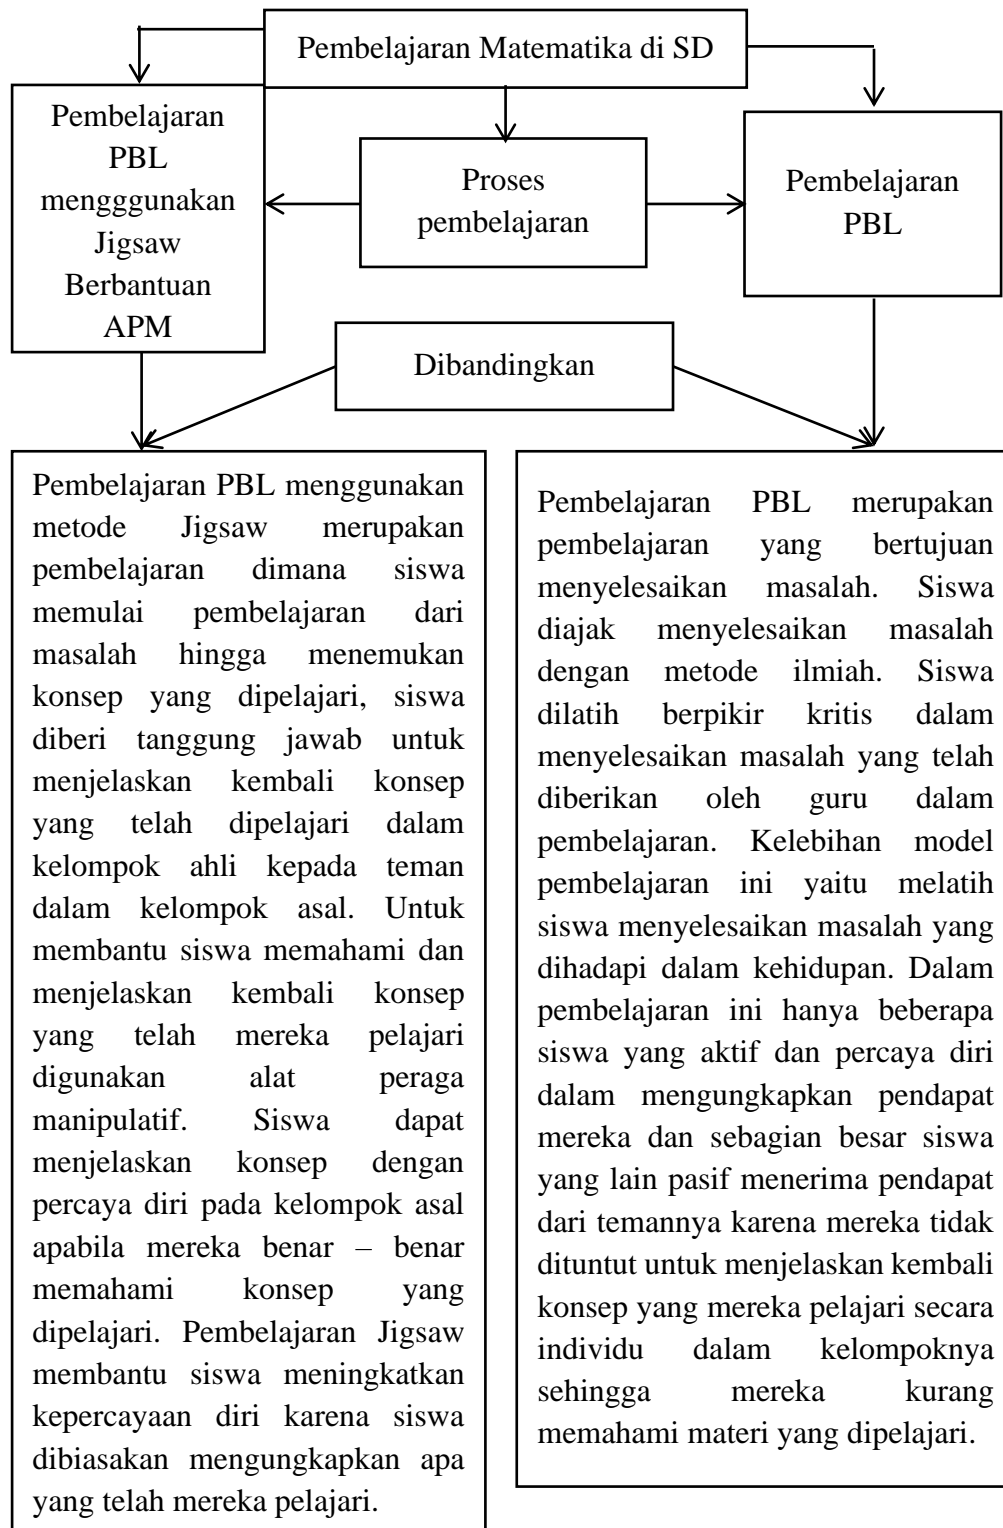 Pembelajaran Matematika di SD
Pembelajaran
PBL
mengggunakan
Jigsaw
Berbantuan
APM
Proses
pembelajaran
Pembelajaran
PBL
Dibandingkan
Pembelajaran PBL menggunakan
metode Jigsaw merupakan
pembelajaran dimana siswa
memulai pembelajaran dari
masalah hingga menemukan
konsep yang dipelajari, siswa
diberi tanggung jawab untuk
menjelaskan kembali konsep
yang telah dipelajari dalam
kelompok ahli kepada teman
dalam kelompok asal. Untuk
membantu siswa memahami dan
menjelaskan kembali konsep
yang telah mereka pelajari
digunakan alat peraga
manipulatif. Siswa dapat
menjelaskan konsep dengan
percaya diri pada kelompok asal
apabila mereka benar – benar
memahami konsep yang
dipelajari. Pembelajaran Jigsaw
membantu siswa meningkatkan
kepercayaan diri karena siswa
dibiasakan mengungkapkan apa
yang telah mereka pelajari.
Pembelajaran PBL merupakan
pembelajaran yang bertujuan
menyelesaikan masalah. Siswa
diajak menyelesaikan masalah
dengan metode ilmiah. Siswa
dilatih berpikir kritis dalam
menyelesaikan masalah yang telah
diberikan oleh guru dalam
pembelajaran. Kelebihan model
pembelajaran ini yaitu melatih
siswa menyelesaikan masalah yang
dihadapi dalam kehidupan. Dalam
pembelajaran ini hanya beberapa
siswa yang aktif dan percaya diri
dalam mengungkapkan pendapat
mereka dan sebagian besar siswa
yang lain pasif menerima pendapat
dari temannya karena mereka tidak
dituntut untuk menjelaskan kembali
konsep yang mereka pelajari secara
individu dalam kelompoknya
sehingga mereka kurang
memahami materi yang dipelajari.